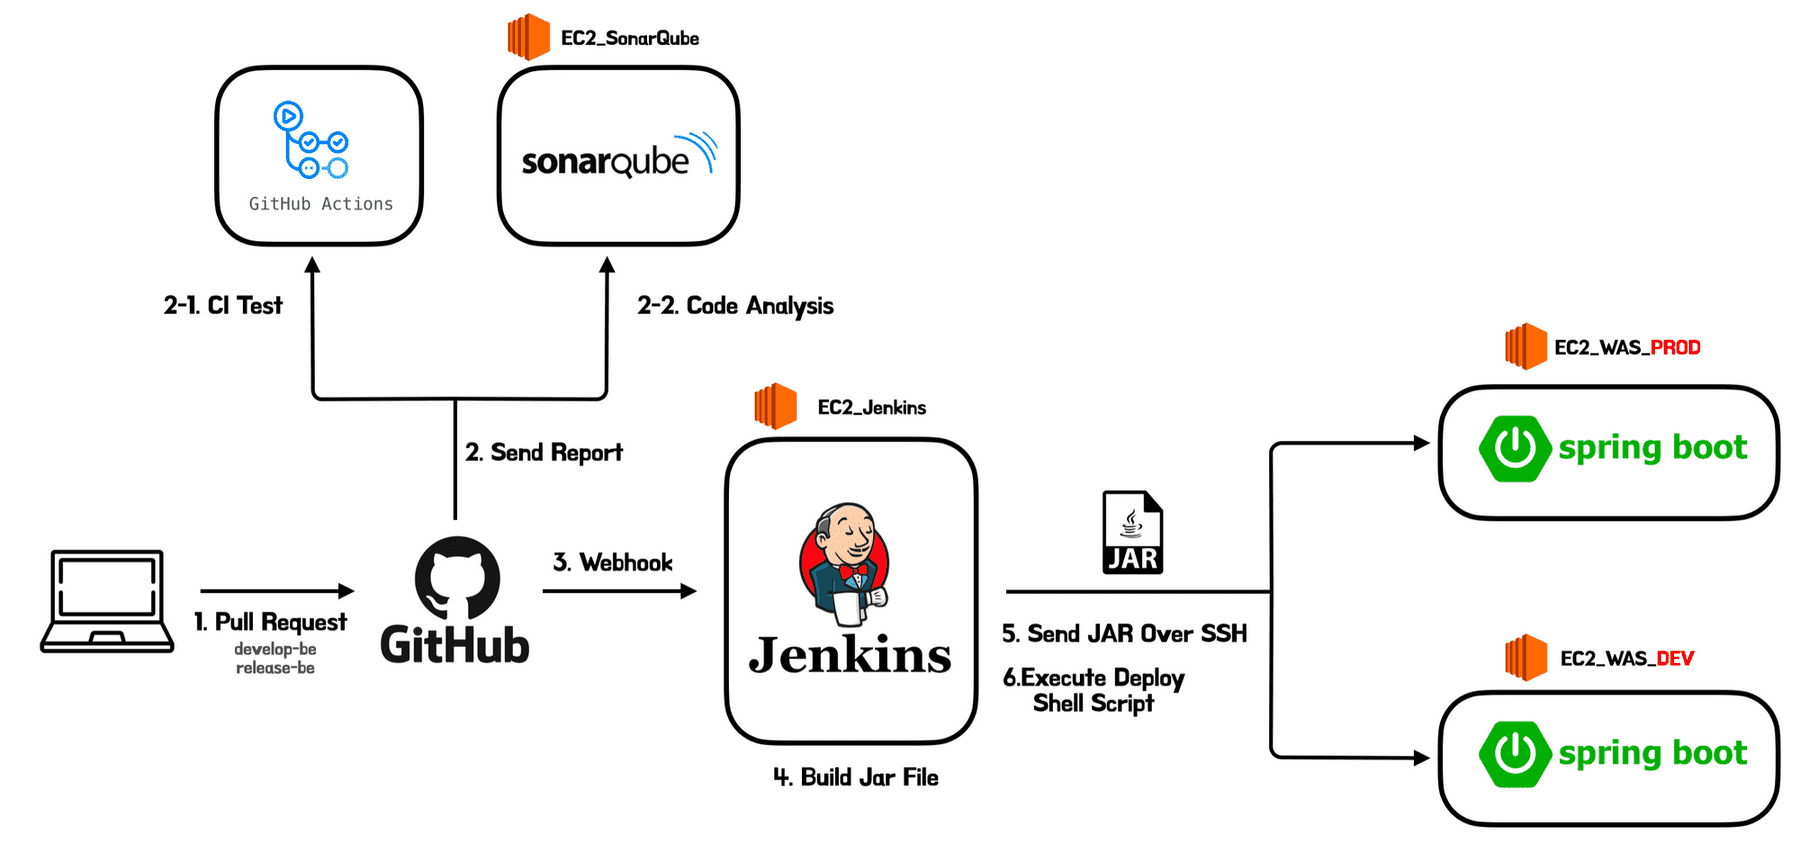 EC2_SonarQube
GitHub Actions
sonarqube
2-1. CI Test
2-2. Code Analysis
2. Send Report
1. Pull Request
develop-be
release-be
GitHub
3. Webhook
EC2_Jenkins
Jenkins
4. Build Jar File
JAR
5. Send JAR Over SSH
6.Execute Deploy
Shell Script
EC2_WAS_PROD
spring boot
EC2_WAS_DEV
spring boot